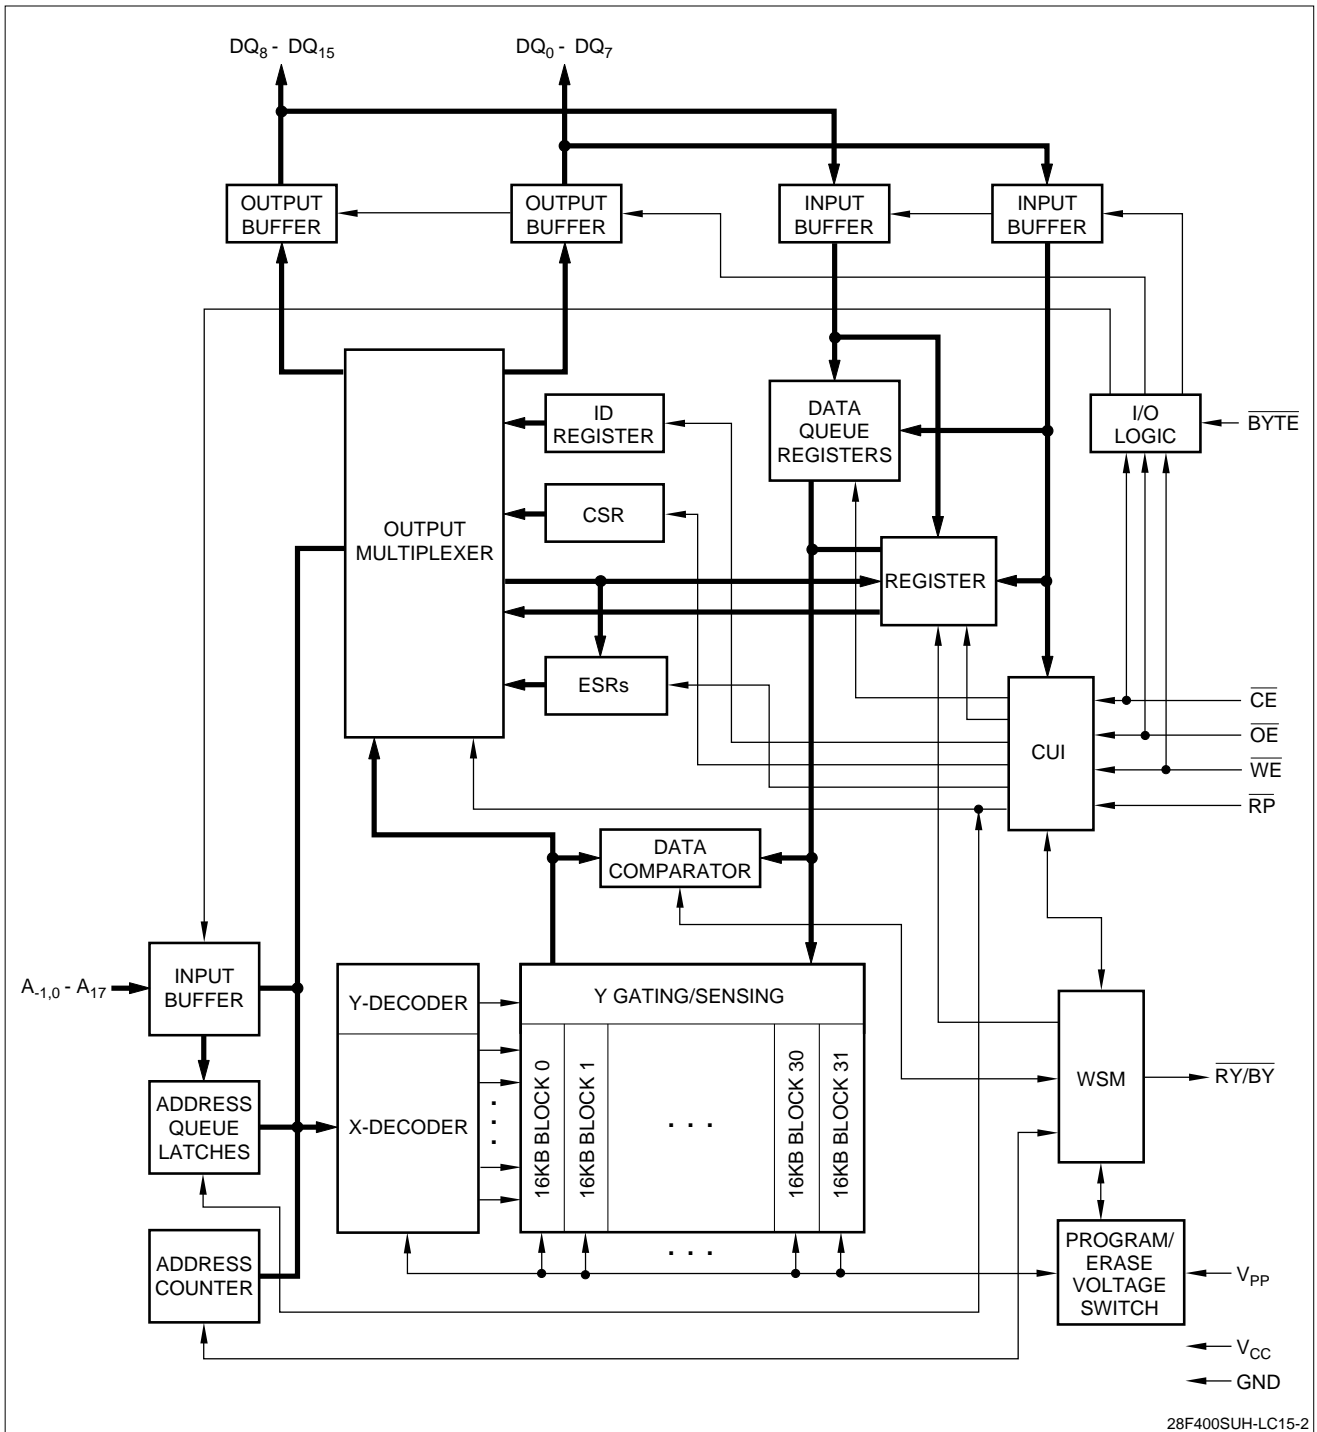 DQ8 - DQ15
DQ0 - DQ7
OUTPUT
BUFFER
OUTPUT
BUFFER
INPUT
BUFFER
INPUT
BUFFER
OUTPUT
MULTIPLEXER
ID
REGISTER
CSR
ESRs
DATA
QUEUE
REGISTERS
REGISTER
I/O
LOGIC
BYTE
CUI
CE
OE
WE
RP
DATA
COMPARATOR
A-1,0 - A17
INPUT
BUFFER
ADDRESS
QUEUE
LATCHES
ADDRESS
COUNTER
Y-DECODER
X-DECODER
Y GATING/SENSING
16KB BLOCK 0
16KB BLOCK 1
. . .
16KB BLOCK 30
16KB BLOCK 31
. . .
WSM
RY/BY
PROGRAM/
ERASE
VOLTAGE
SWITCH
VPP
VCC
GND
28F400SUH-LC15-2